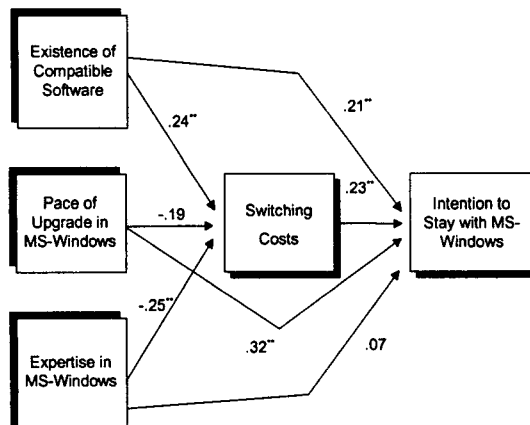 Existence of
Compatible
Software
.24**
.21**
Pace of
Upgrade in
MS-Windows
-.19
Switching
Costs
.23**
Intention to
Stay with MS-
Windows
-.25**
.32**
.07
Expertise in
MS-Windows